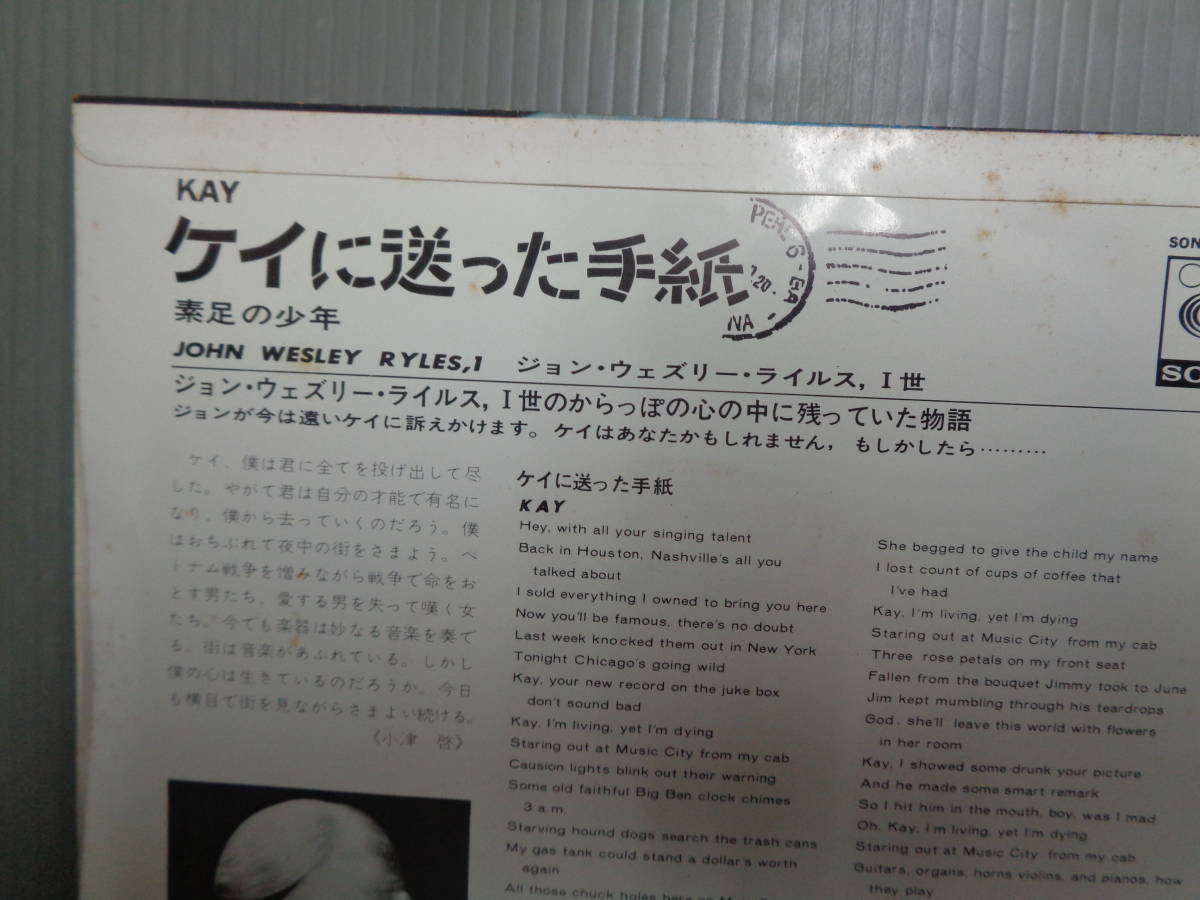 KAY
ケイに送った手紙
素足の少年
JOHN WESLEY RYLES,1 ジョン・ウェズリー・ライルス, I世
ジョン・ウェズリー・ライルス, I世のからっぽの心の中に残っていた物語
ジョンが今は遠いケイに訴えかけます。ケイはあなたかもしれません, もしかしたら………
20
NA
SON
ケイ、僕は君に全てを投げ出して尽
した。やがて君は自分の才能で有名に
なり、僕から去っていくのだろう。僕
はおちぶれて夜中の街をさまよう。ベ
トナム戦争を憎みながら戦争で命をお
とす男たち、愛する男を失って嘆く女
たち。今でも楽器は妙なる音楽を奏で
る。街は音楽があふれている。しかし
僕の心は生きているのだろうか。今日
も横目で街を見ながらさまよい続ける。
《小津 啓》
ケイに送った手紙
KAY
Hey, with all your singing talent
Back in Houston, Nashville's all you
talked about
I sold everything I owned to bring you here
Now you'll be famous, there's no doubt
Last week knocked them out in New York
Tonight Chicago's going wild
Kay, your new record on the juke box
don't sound bad
Kay, I'm living, yet I'm dying
Staring out at Music City from my cab
Causion lights blink out their warning
Some old faithful Big Ben clock chimes
3 a.m.
Starving hound dogs search the trash cans
My gas tank could stand a dollar's worth
again
All those chuck holes here on
She begged to give the child my name
I lost count of cups of coffee that
I've had
Kay, I'm living, yet I'm dying
Staring out at Music City from my cab
Three rose petals on my front seat
Fallen from the bouquet Jimmy took to June
Jim kept mumbling through his teardrops
God, she'll leave this world with flowers
in her room
Kay, I showed some drunk your picture
And he made some smart remark
So I hit him in the mouth, boy, was I mad
Oh, Kay, I'm living, yet I'm dying
Staring out at Music City from my cab
Guitars, organs, horns violins, and pianos, how
they play